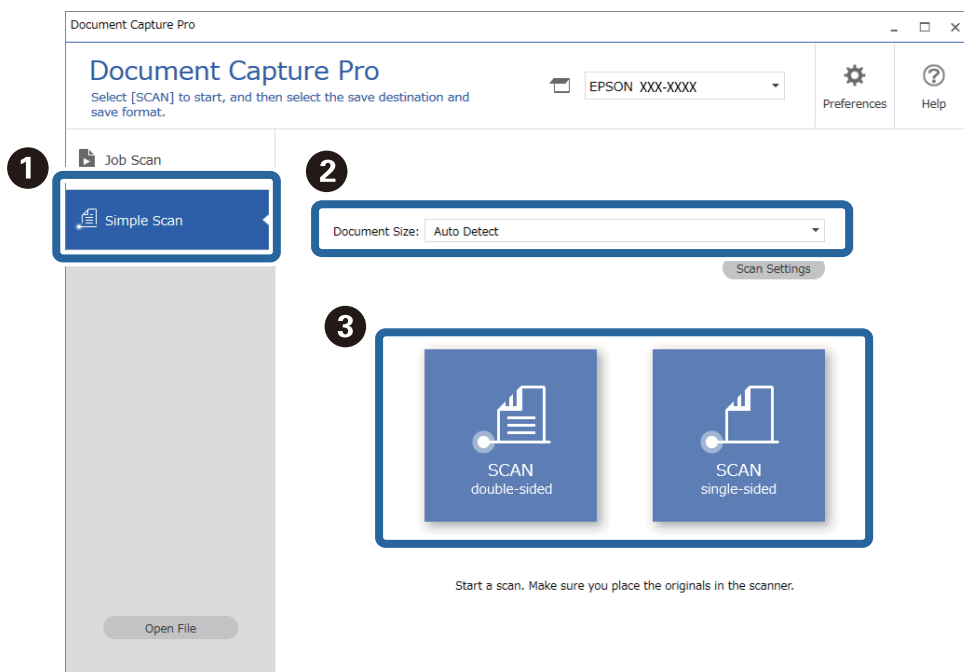 Document Capture Pro
Document Capture Pro
Select [SCAN] to start, and then select the save destination and
save format.
EPSON XXX-XXXX
Preferences
Help
1
Job Scan
Simple Scan
2
Document Size: Auto Detect
Scan Settings
3
SCAN
double-sided
SCAN
single-sided
Start a scan. Make sure you place the originals in the scanner.
Open File